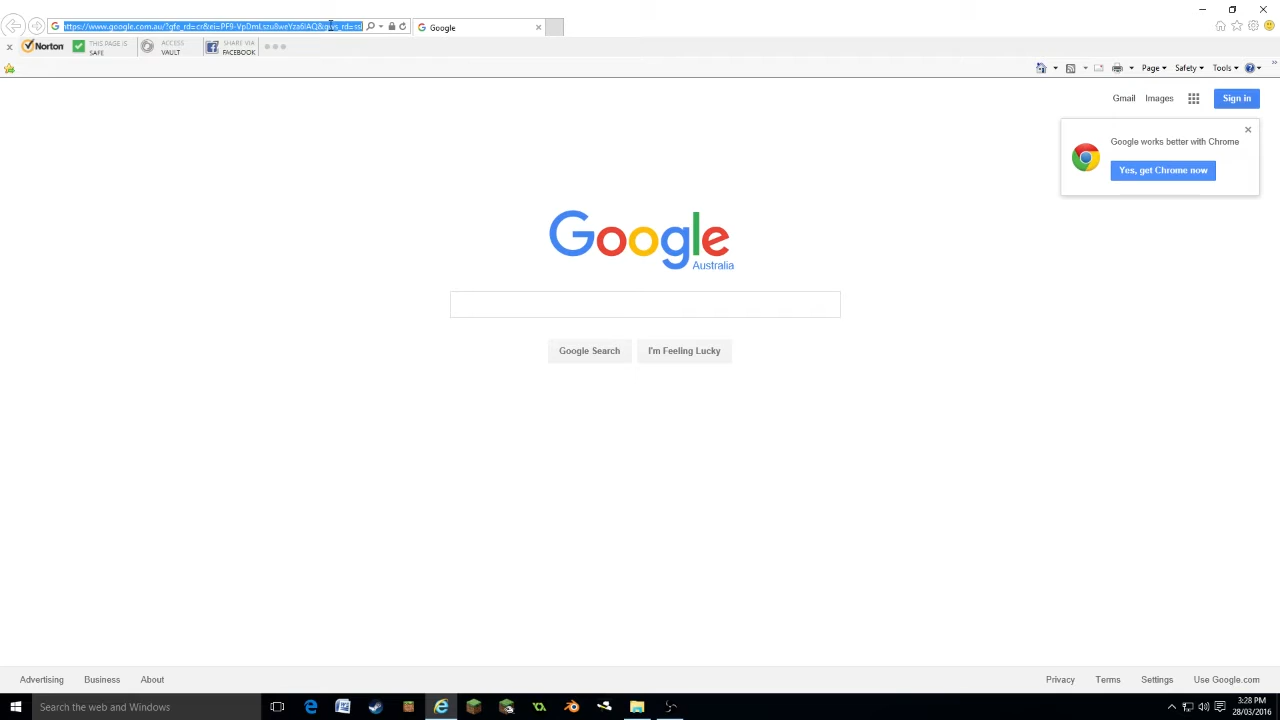 Google
Norton
THIS PAGE IS
SAFE
ACCESS
VAULT
SHARE VIA
FACEBOOK
Page
Safety
Tools
Gmail
Images
Sign in
Google works better with Chrome
Yes, get Chrome now
Google
Australia
Google Search
I'm Feeling Lucky
Advertising
Business
About
Privacy
Terms
Settings
Use Google.com
Search the web and Windows
3:28 PM
28/03/2016